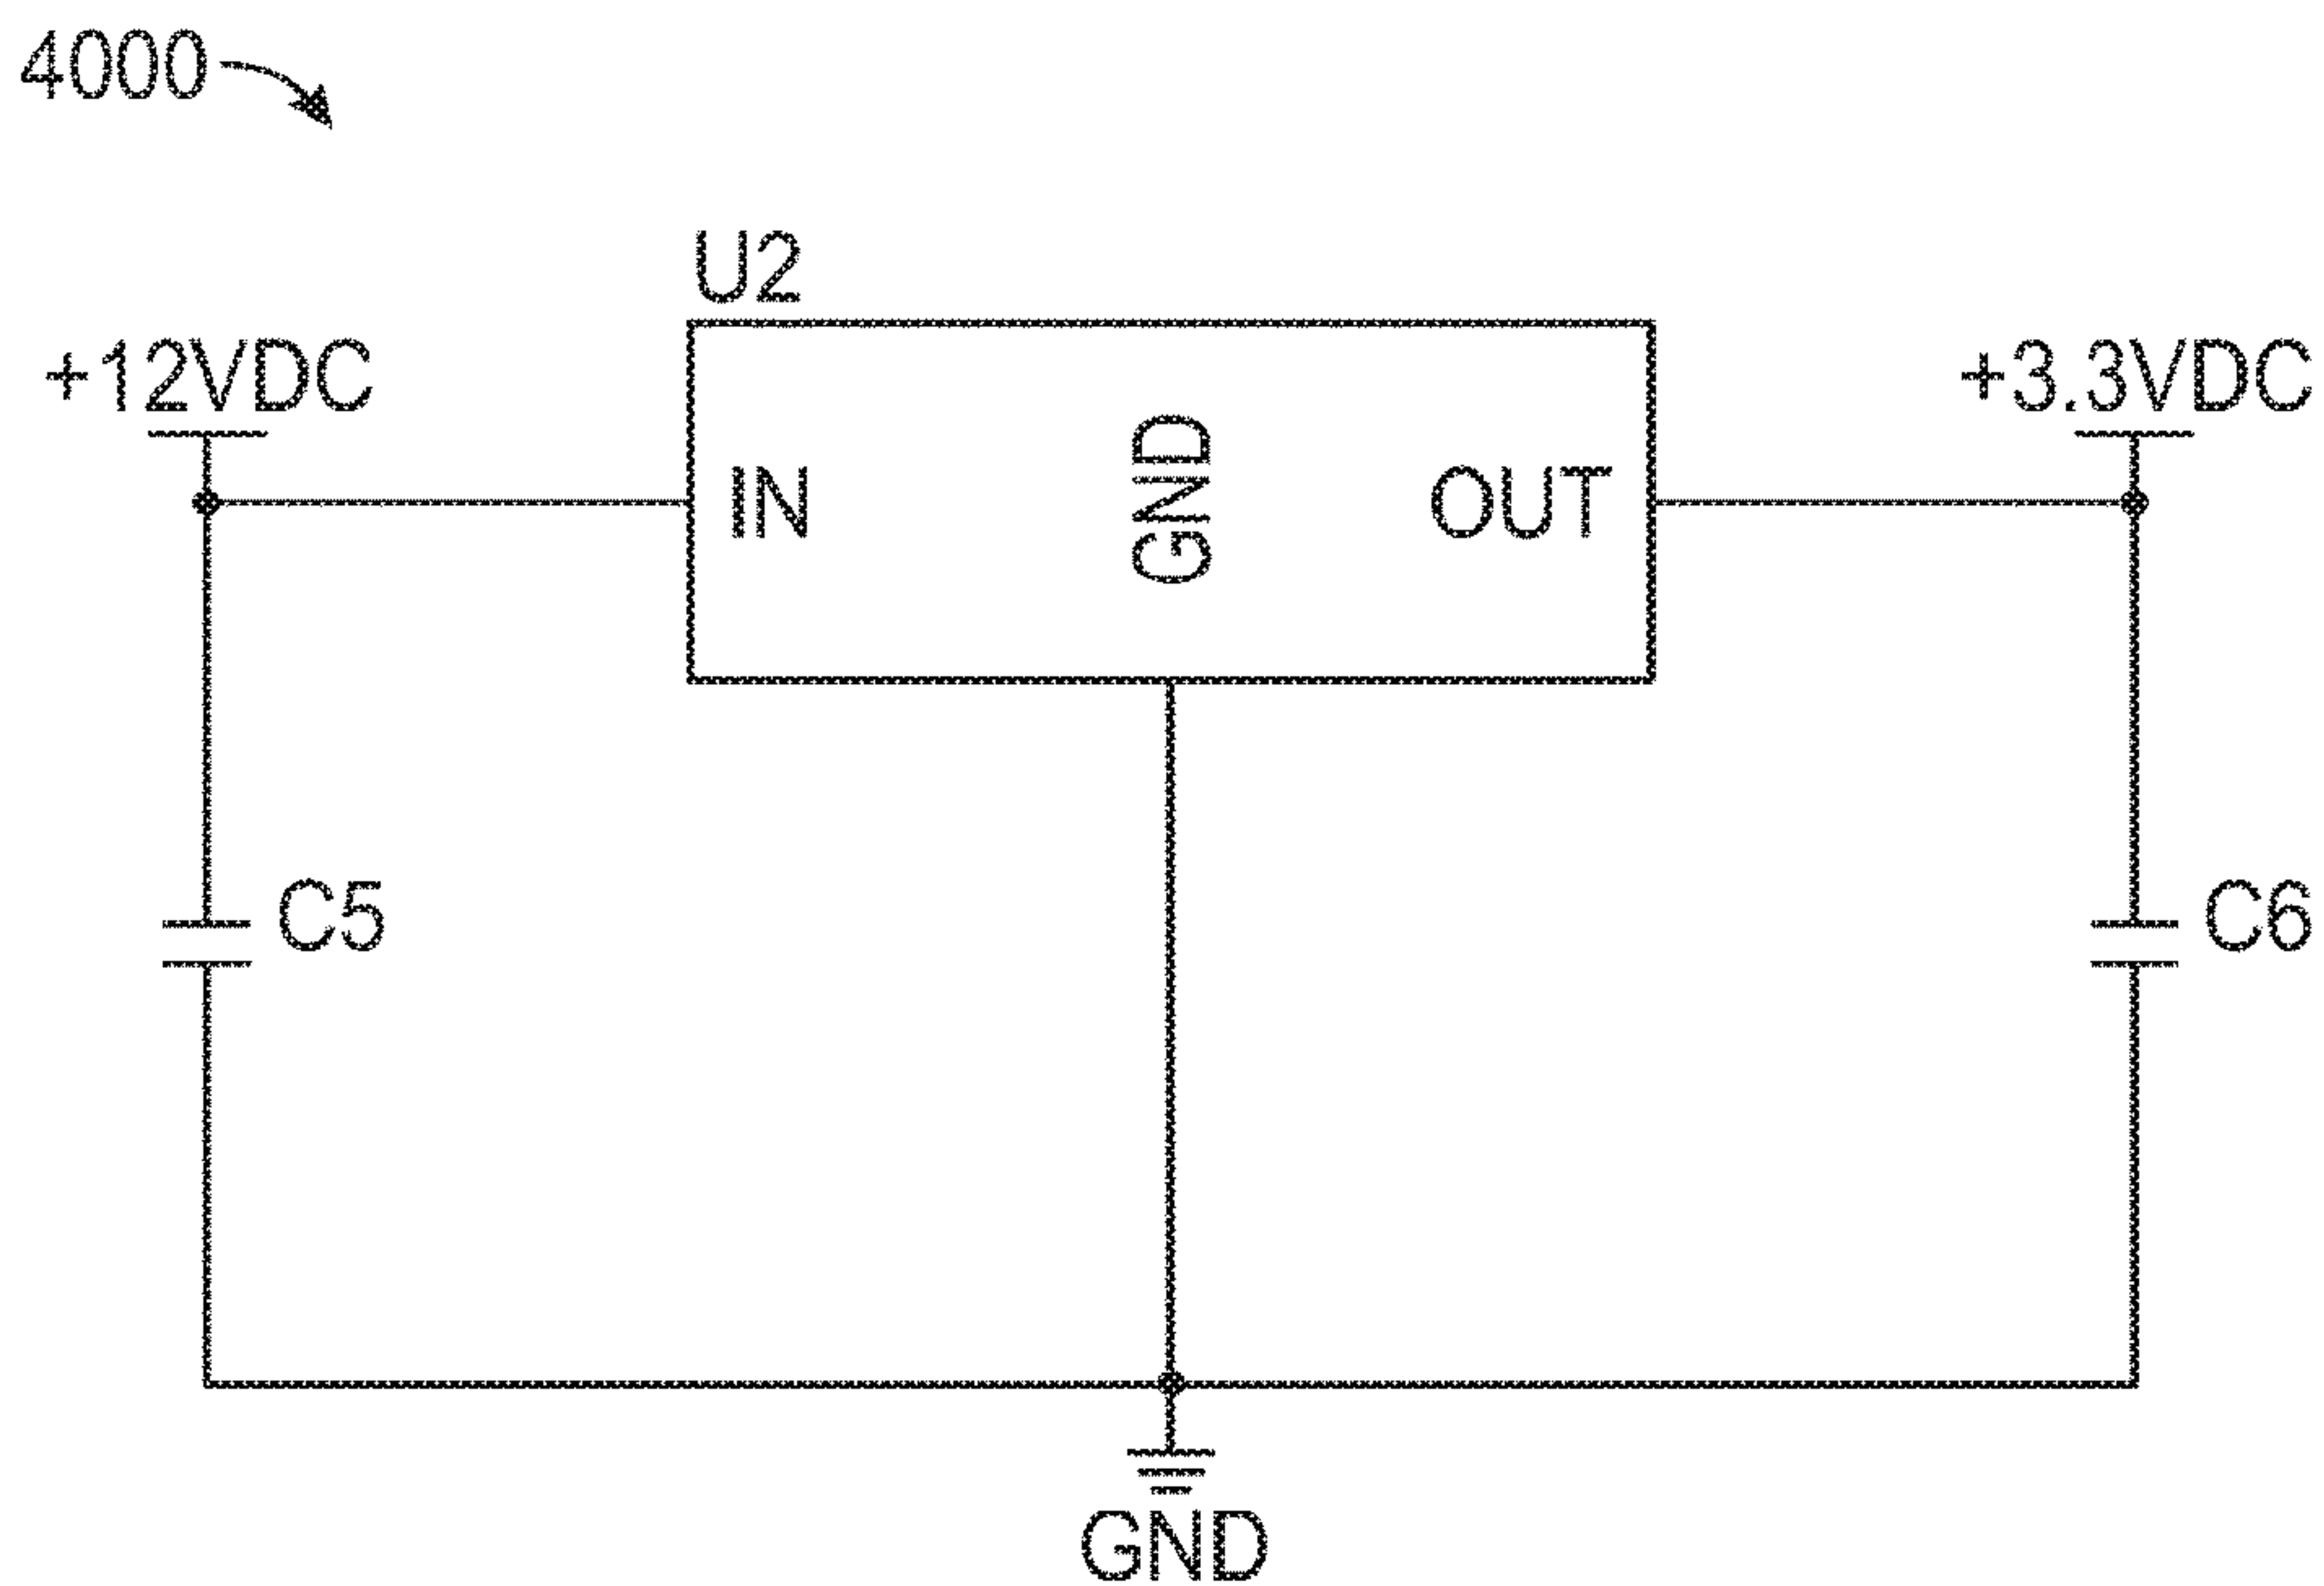 4000
U2
+12VDC
+3.3VDC
IN
GND
OUT
C5
C6
GND